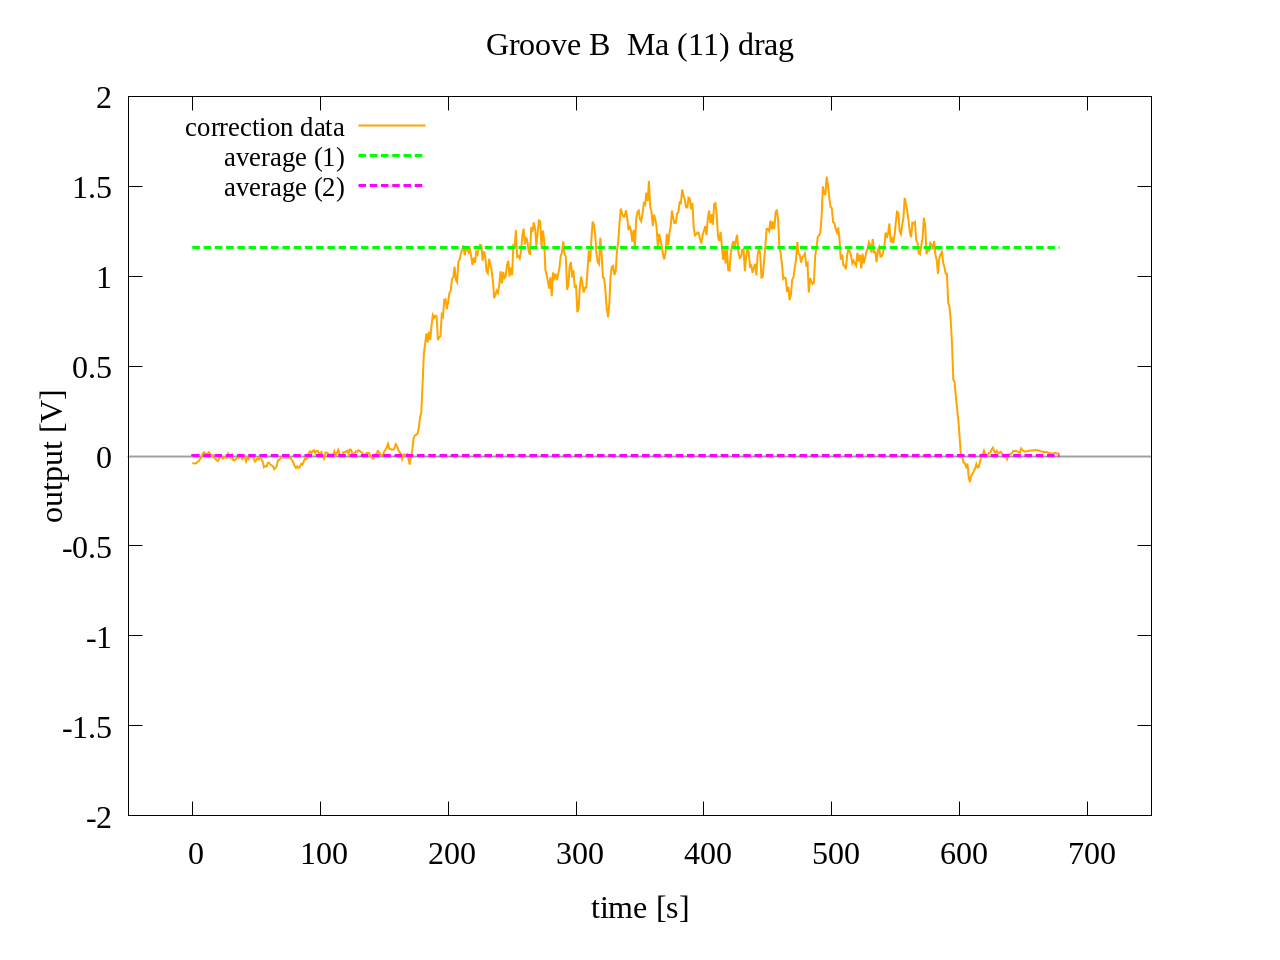 Groove B  Ma (11) drag
correction data
average (1)
average (2)
2
1.5
1
0.5
0
-0.5
-1
-1.5
-2
output [V]
0 100 200 300 400 500 600 700
time [s]